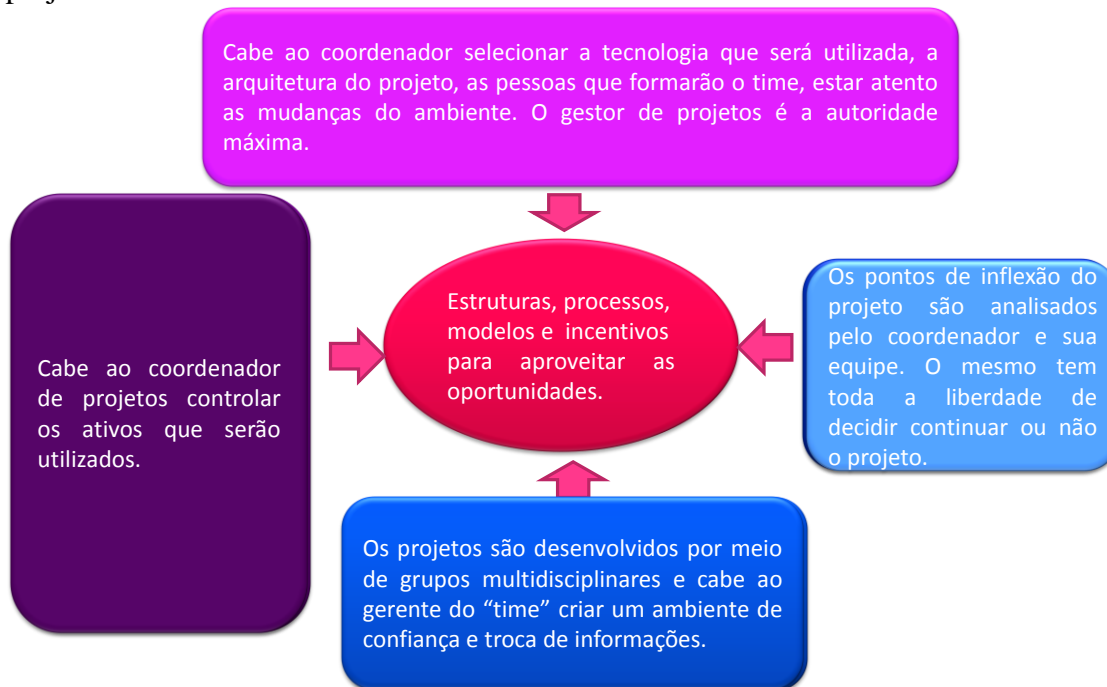 Cabe ao coordenador selecionar a tecnologia que será utilizada, a
arquitetura do projeto, as pessoas que formarão o time, estar atento
as mudanças do ambiente. O gestor de projetos é a autoridade
máxima.
Cabe ao coordenador
de projetos controlar
os ativos que serão
utilizados.
Estruturas, processos,
modelos e incentivos
para aproveitar as
oportunidades.
Os pontos de inflexão do
projeto são analisados
pelo coordenador e sua
equipe. O mesmo tem
toda a liberdade de
decidir continuar ou não
o projeto.
Os projetos são desenvolvidos por meio
de grupos multidisciplinares e cabe ao
gerente do “time” criar um ambiente de
confiança e troca de informações.